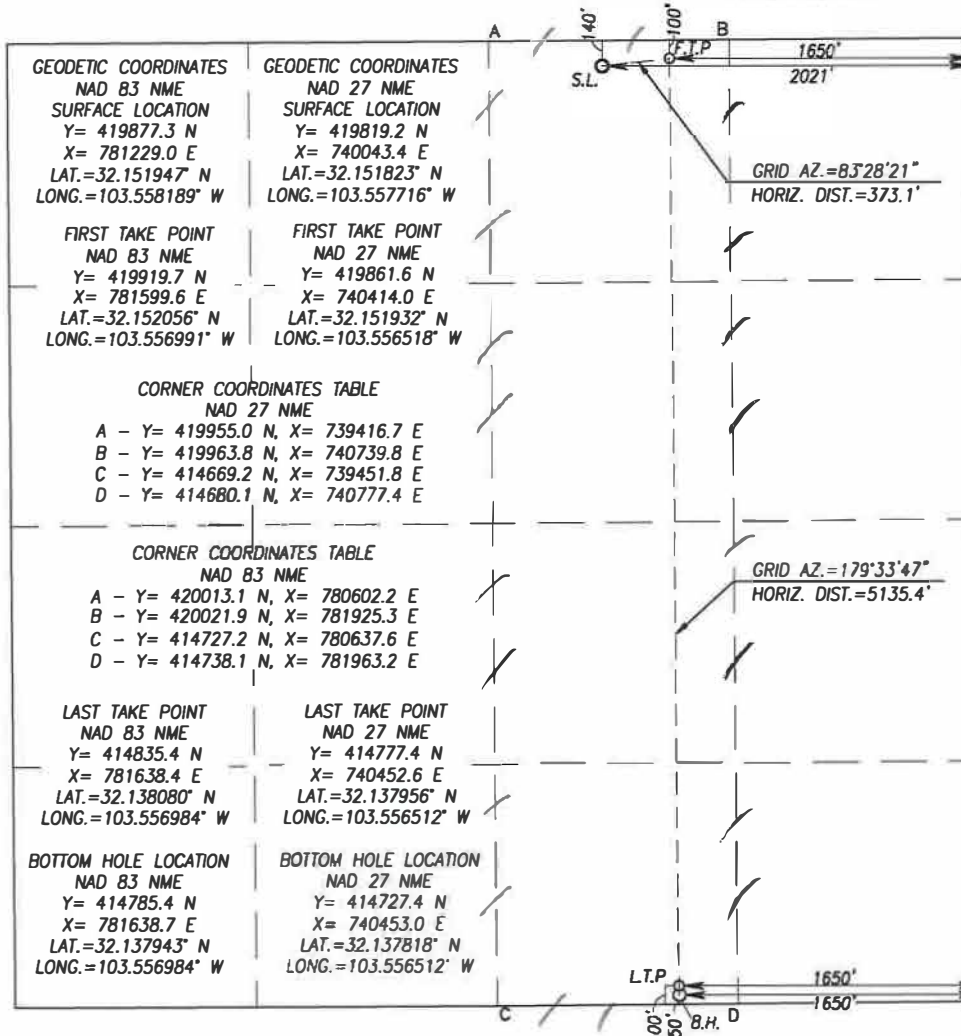 A
140'
100'
B
F.T.P
1650'
S.L.
2021'
GEODETIC COORDINATES
NAD 83 NME
SURFACE LOCATION
Y= 419877.3 N
X= 781229.0 E
LAT.=32.151947° N
LONG.=103.558189° W
GEODETIC COORDINATES
NAD 27 NME
SURFACE LOCATION
Y= 419819.2 N
X= 740043.4 E
LAT.=32.151823° N
LONG.=103.557716° W
GRID AZ.=83°28'21"
HORIZ. DIST.=373.1'
FIRST TAKE POINT
NAD 83 NME
Y= 419919.7 N
X= 781599.6 E
LAT.=32.152056° N
LONG.=103.556991° W
FIRST TAKE POINT
NAD 27 NME
Y= 419861.6 N
X= 740414.0 E
LAT.=32.151932° N
LONG.=103.556518° W
CORNER COORDINATES TABLE
NAD 27 NME
A - Y= 419955.0 N, X= 739416.7 E
B - Y= 419963.8 N, X= 740739.8 E
C - Y= 414669.2 N, X= 739451.8 E
D - Y= 414680.1 N, X= 740777.4 E
CORNER COORDINATES TABLE
NAD 83 NME
A - Y= 420013.1 N, X= 780602.2 E
B - Y= 420021.9 N, X= 781925.3 E
C - Y= 414727.2 N, X= 780637.6 E
D - Y= 414738.1 N, X= 781963.2 E
GRID AZ.=179°33'47"
HORIZ. DIST.=5135.4'
LAST TAKE POINT
NAD 83 NME
Y= 414835.4 N
X= 781638.4 E
LAT.=32.138080° N
LONG.=103.556984° W
LAST TAKE POINT
NAD 27 NME
Y= 414777.4 N
X= 740452.6 E
LAT.=32.137956° N
LONG.=103.556512° W
BOTTOM HOLE LOCATION
NAD 83 NME
Y= 414785.4 N
X= 781638.7 E
LAT.=32.137943° N
LONG.=103.556984° W
BOTTOM HOLE LOCATION
NAD 27 NME
Y= 414727.4 N
X= 740453.0 E
LAT.=32.137818° N
LONG.=103.556512° W
L.T.P
1650'
1650'
C
B.H.
D